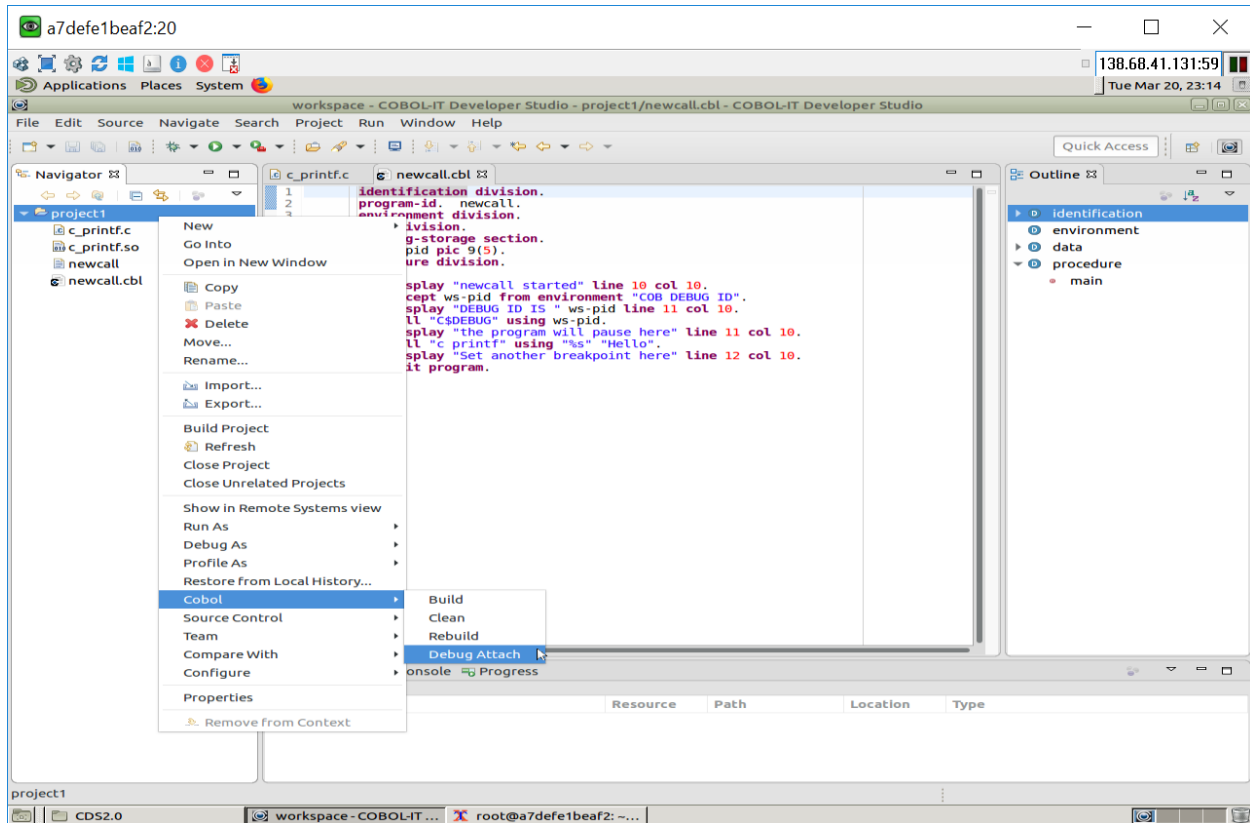 a7defe1beaf2:20
138.68.41.131:59
Applications Places System
Tue Mar 20, 23:14
workspace - COBOL-IT Developer Studio - project1/newcall.cbl - COBOL-IT Developer Studio
File Edit Source Navigate Search Project Run Window Help
Quick Access
Navigator
project1
c_printf.c
c_printf.so
newcall
newcall.cbl
c_printf.c newcall.cbl
1 identification division.
2 program-id. newcall.
3 environment division.
ivision.
g-storage section.
pid pic 9(5).
ure division.
splay "newcall started" line 10 col 10.
cept ws-pid from environment "COB DEBUG ID".
splay "DEBUG ID IS " ws-pid line 11 col 10.
ll "C$DEBUG" using ws-pid.
splay "the program will pause here" line 11 col 10.
ll "c printf" using "%s" "Hello".
splay "Set another breakpoint here" line 12 col 10.
it program.
Outline
identification
environment
data
procedure
main
New
Go Into
Open in New Window
Copy
Paste
Delete
Move...
Rename...
Import...
Export...
Build Project
Refresh
Close Project
Close Unrelated Projects
Show in Remote Systems view
Run As
Debug As
Profile As
Restore from Local History...
Cobol
Source Control
Team
Compare With
Configure
Properties
Remove from Context
Build
Clean
Rebuild
Debug Attach
onsole Progress
Resource Path Location Type
project1
CDS2.0 workspace - COBOL-IT ... root@a7defe1beaf2: ~...